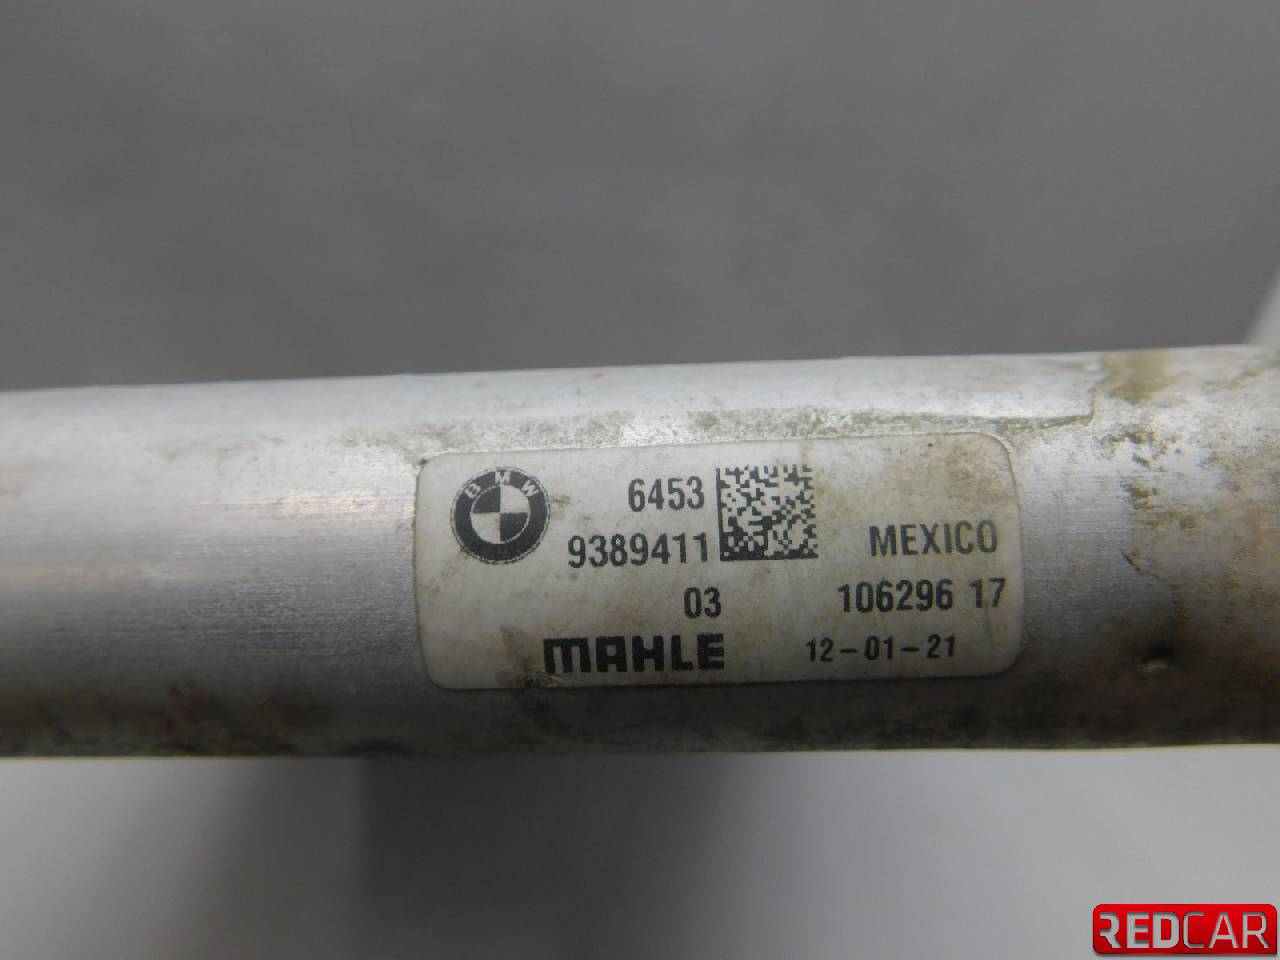 BMW
6453
9389411
MEXICO
03
106296 17
MAHLE
12-01-21
REDCAR